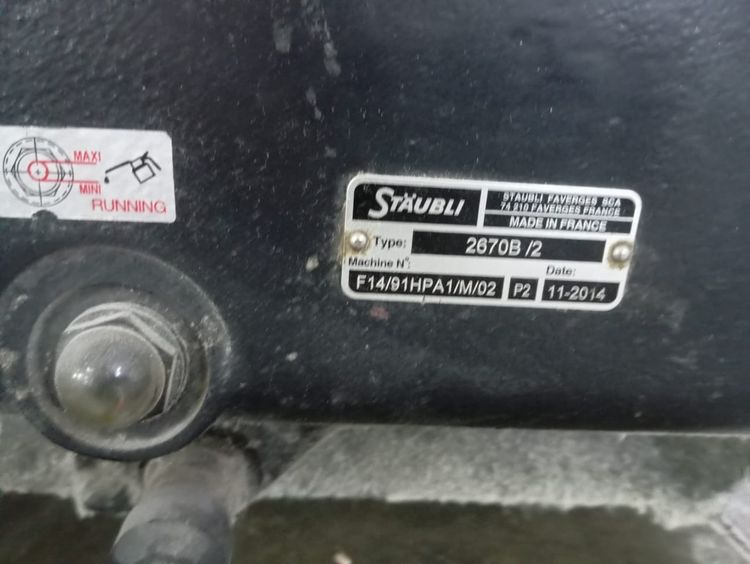 MAXI
MINI
RUNNING
STÄUBLI
STAUBLI FAVERGES SCA
74 210 FAVERGES FRANCE
MADE IN FRANCE
Type: 2670B /2
Machine N°: Date:
F14/91HPA1/M/02 P2 11-2014